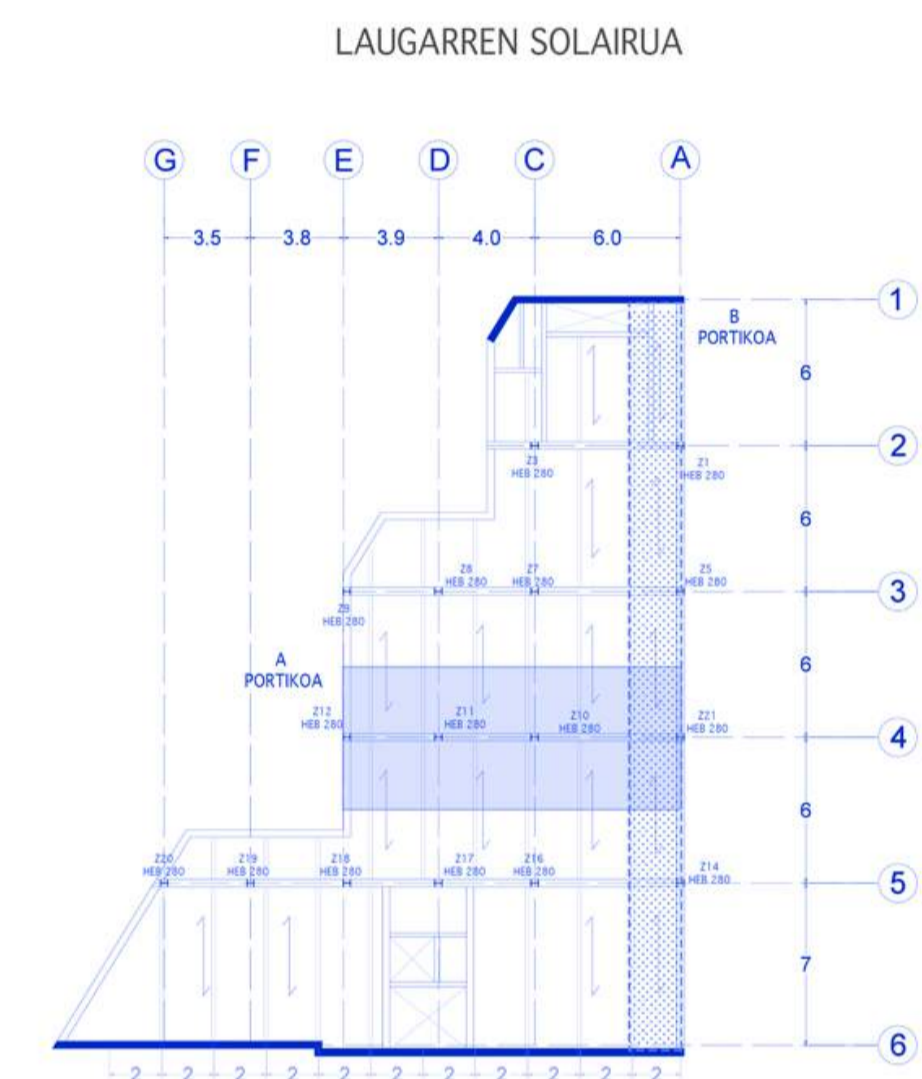 LAUGARREN SOLAIRUA
G F E D C A
3.5 3.8 3.9 4.0 6.0
1
B
PORTIKOA
6
2
Z3
HEB 280
Z1
HEB 280
6
Z8
HEB 280
Z7
HEB 280
Z5
HEB 280
3
Z9
HEB 280
6
A
PORTIKOA
Z12
HEB 280
Z11
HEB 280
Z10
HEB 280
Z21
HEB 280
4
6
Z20
HEB 280
Z19
HEB 280
Z18
HEB 280
Z17
HEB 280
Z16
HEB 280
Z14
HEB 280
5
7
6
2 2 2 2 2 2 2 2 2 2 2